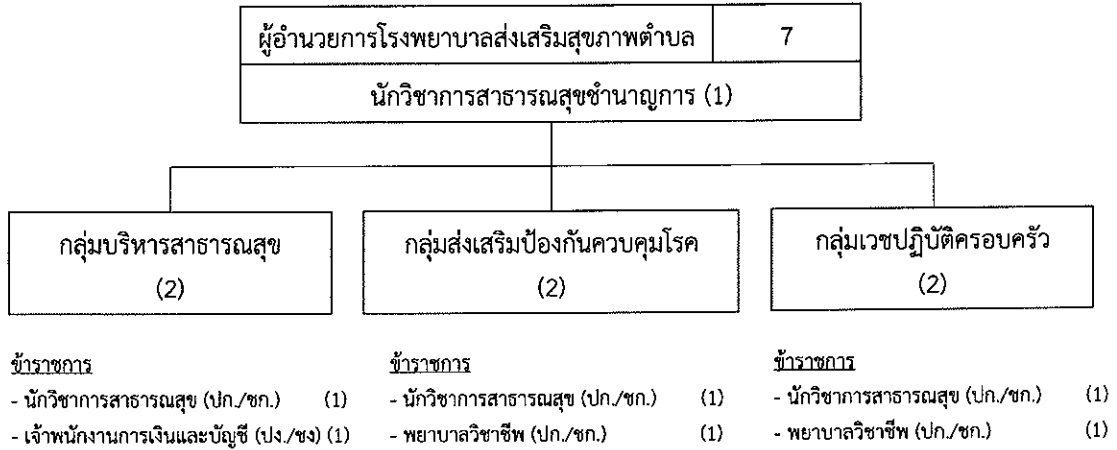 ผู้อำนวยการโรงพยาบาลส่งเสริมสุขภาพตำบล 7
นักวิชาการสาธารณสุขชำนาญการ (1)
กลุ่มบริหารสาธารณสุข
(2)
กลุ่มส่งเสริมป้องกันควบคุมโรค
(2)
กลุ่มเวชปฏิบัติครอบครัว
(2)
ข้าราชการ
- นักวิชาการสาธารณสุข (ปก./ชก.) (1)
- เจ้าพนักงานการเงินและบัญชี (ปง./ชง) (1)
ข้าราชการ
- นักวิชาการสาธารณสุข (ปก./ชก.) (1)
- พยาบาลวิชาชีพ (ปก./ชก.) (1)
ข้าราชการ
- นักวิชาการสาธารณสุข (ปก./ชก.) (1)
- พยาบาลวิชาชีพ (ปก./ชก.) (1)